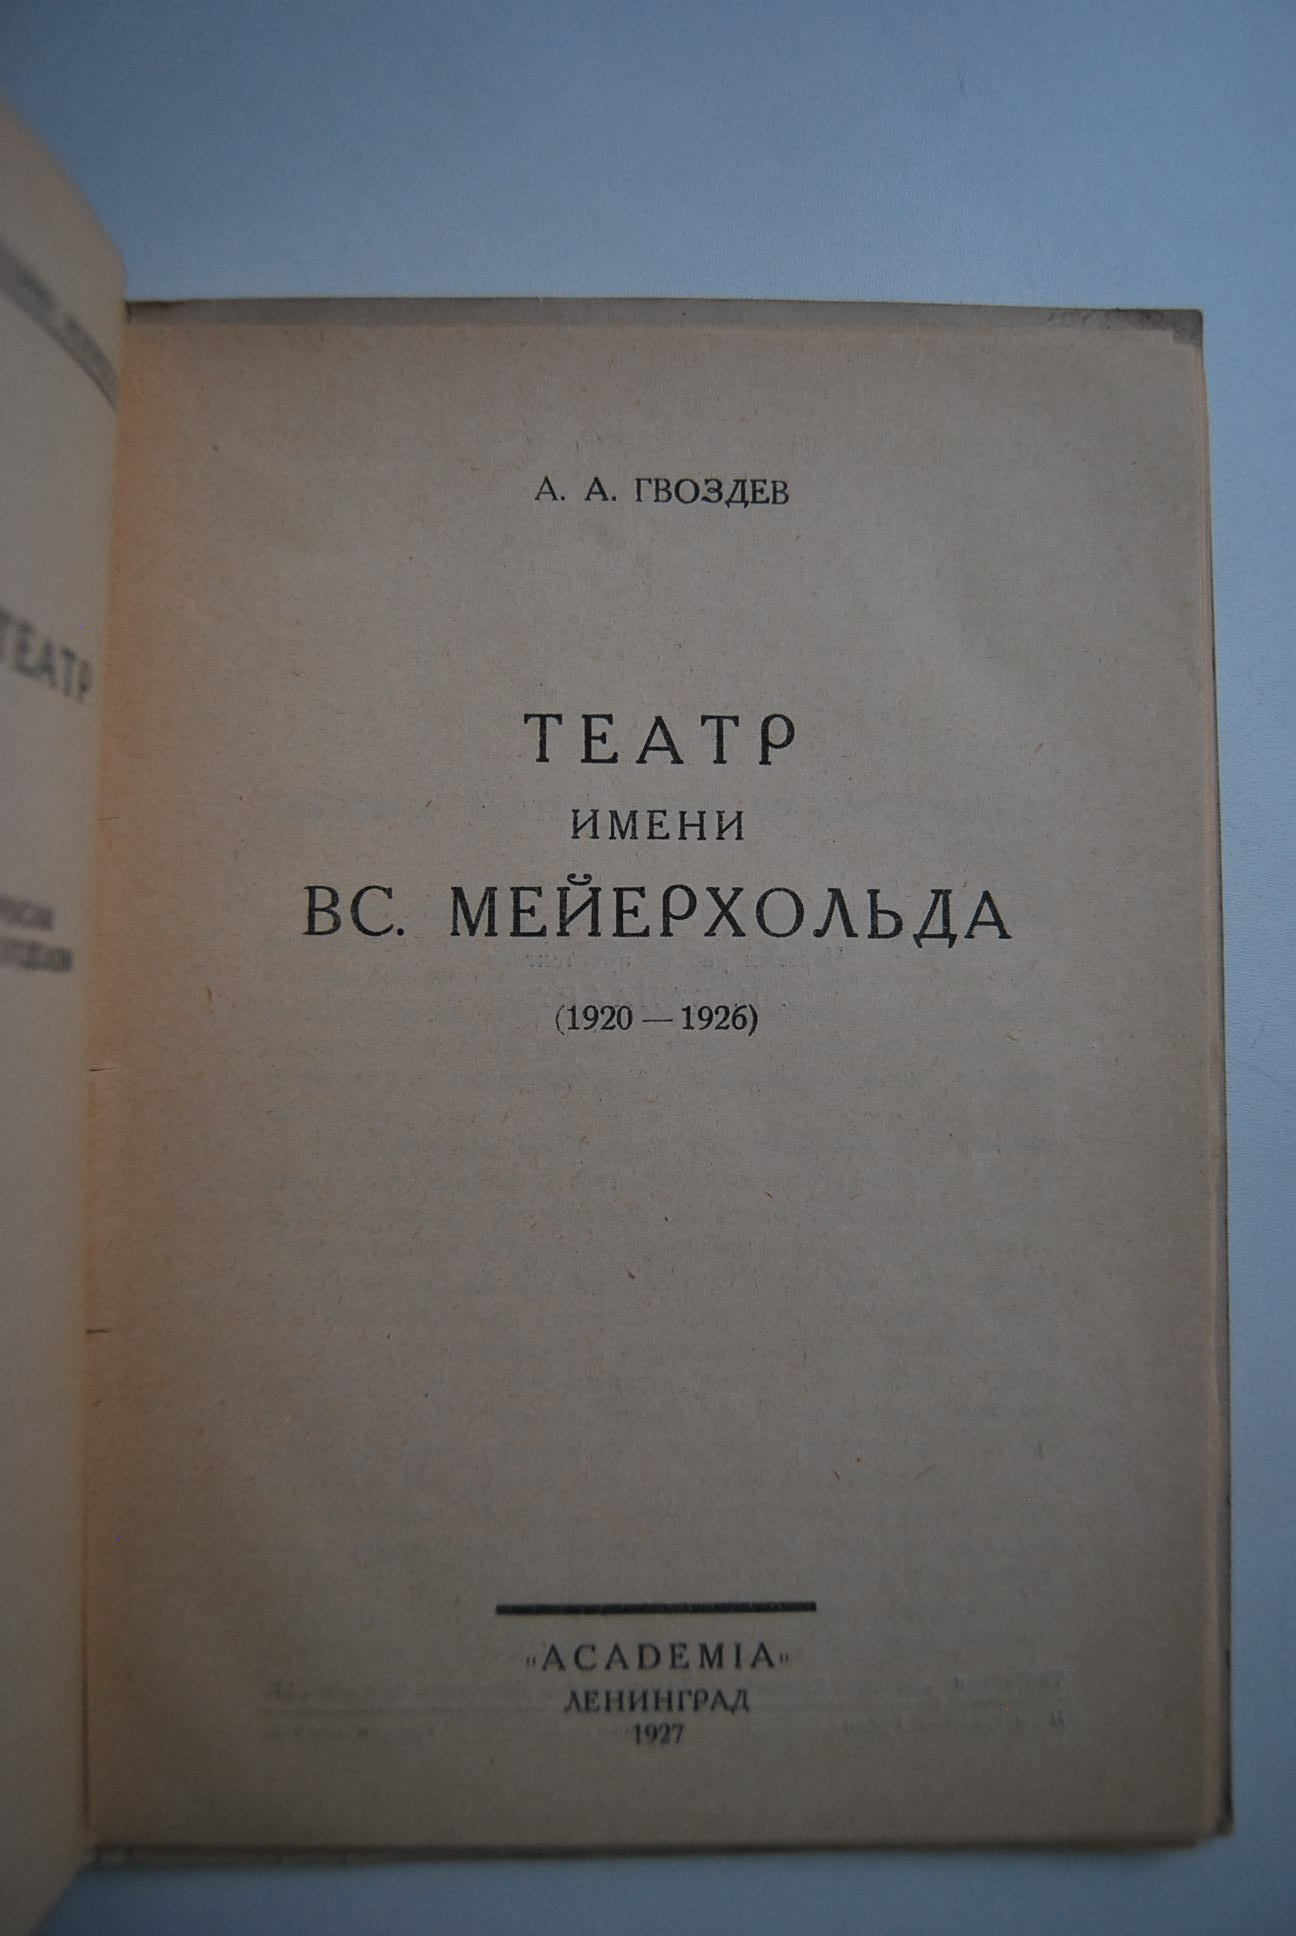 ТЕАТР
А. А. ГВОЗДЕВ
ТЕАТР
ИМЕНИ
ВС. МЕЙЕРХОЛЬДА
(1920 — 1926)
„ACADEMIA"
ЛЕНИНГРАД
1927